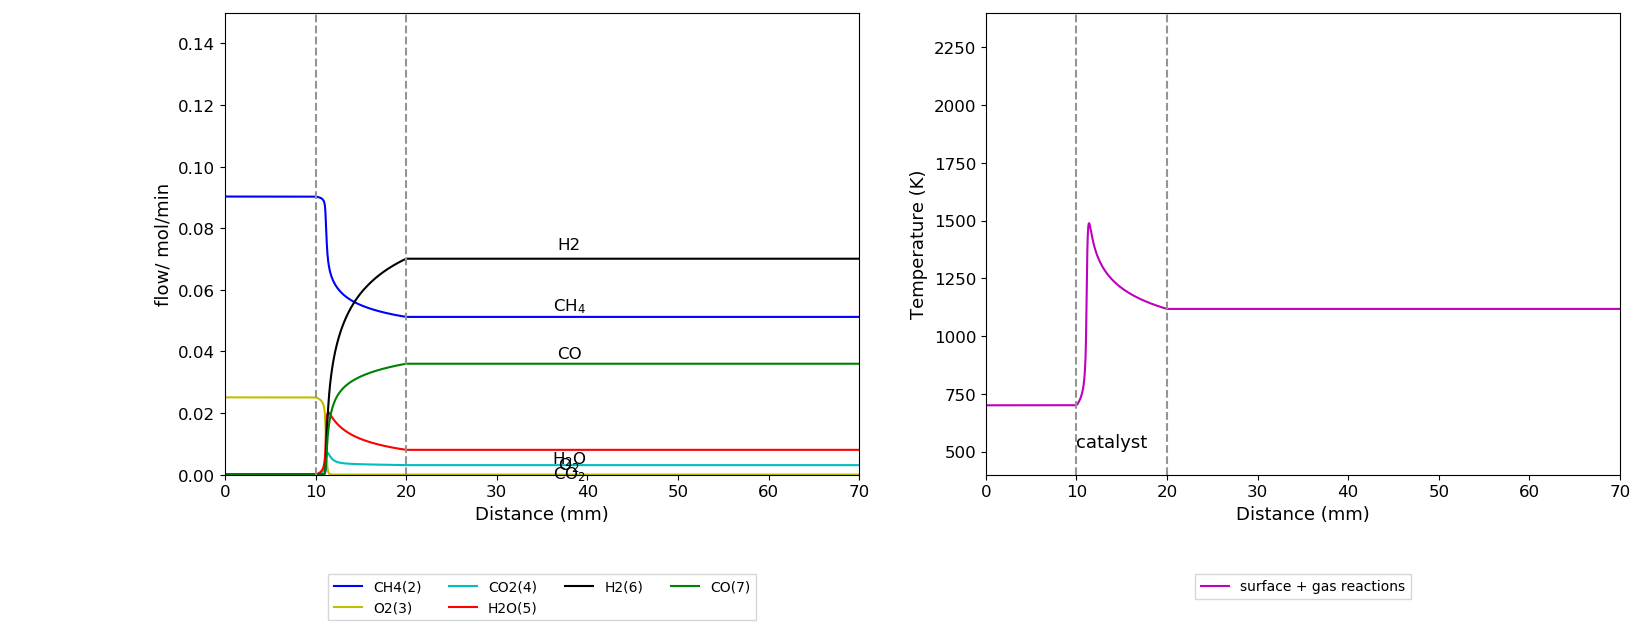 0.14
0.12
0.10
0.08
0.06
0.04
0.02
0.00
flow/ mol/min
H2
CH₄
CO
H₂O
O₂
CO₂
0 10 20 30 40 50 60 70
Distance (mm)
CH4(2) CO2(4) H2(6) CO(7)
O2(3) H2O(5)
2250
2000
1750
1500
1250
1000
750
500
Temperature (K)
catalyst
0 10 20 30 40 50 60 70
Distance (mm)
surface + gas reactions